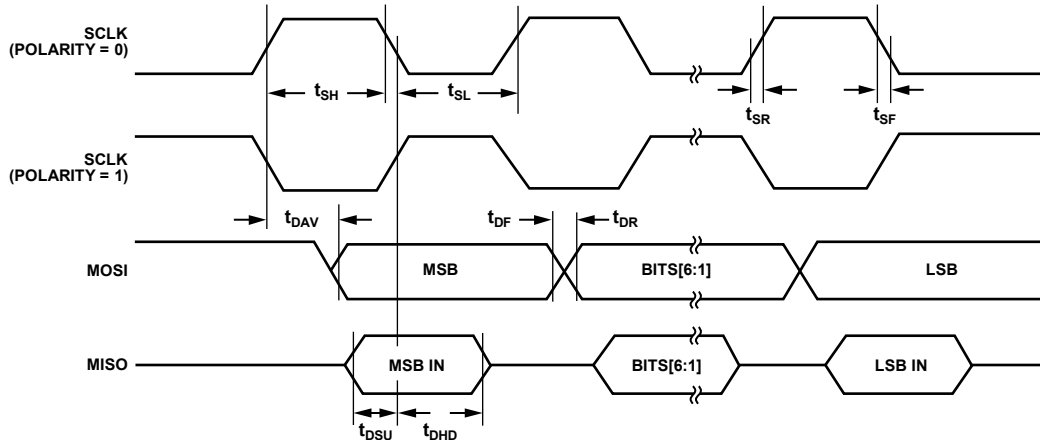 SCLK
(POLARITY = 0)
tSH
tSL
tSR
tSF
SCLK
(POLARITY = 1)
tDAV
tDF
tDR
MOSI
MSB
BITS[6:1]
LSB
MISO
MSB IN
BITS[6:1]
LSB IN
tDSU
tDHD